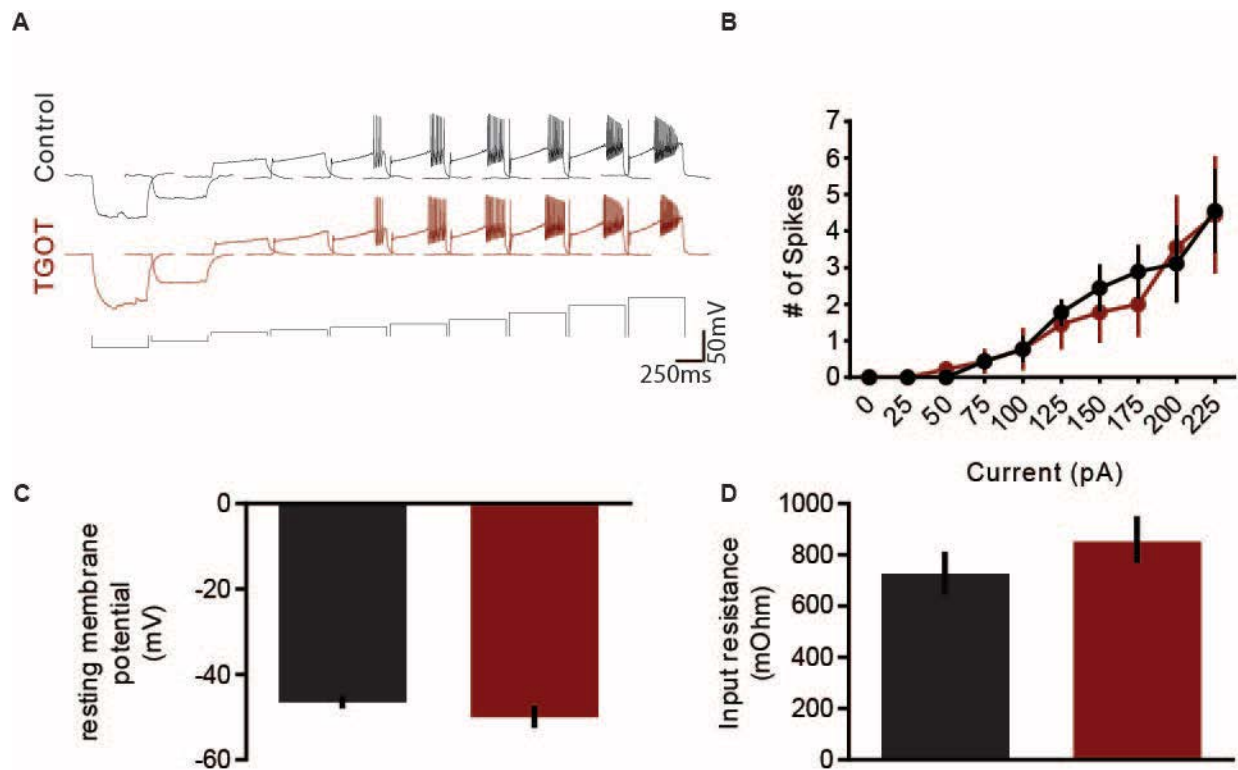 A
Control
TGOT
250ms
50mV
B
# of Spikes
7
6
5
4
3
2
1
0
0 25 50 75 100 125 150 175 200 225
Current (pA)
C
resting membrane
potential
(mV)
0
-20
-40
-60
D
Input resistance
(mOhm)
1000
800
600
400
200
0